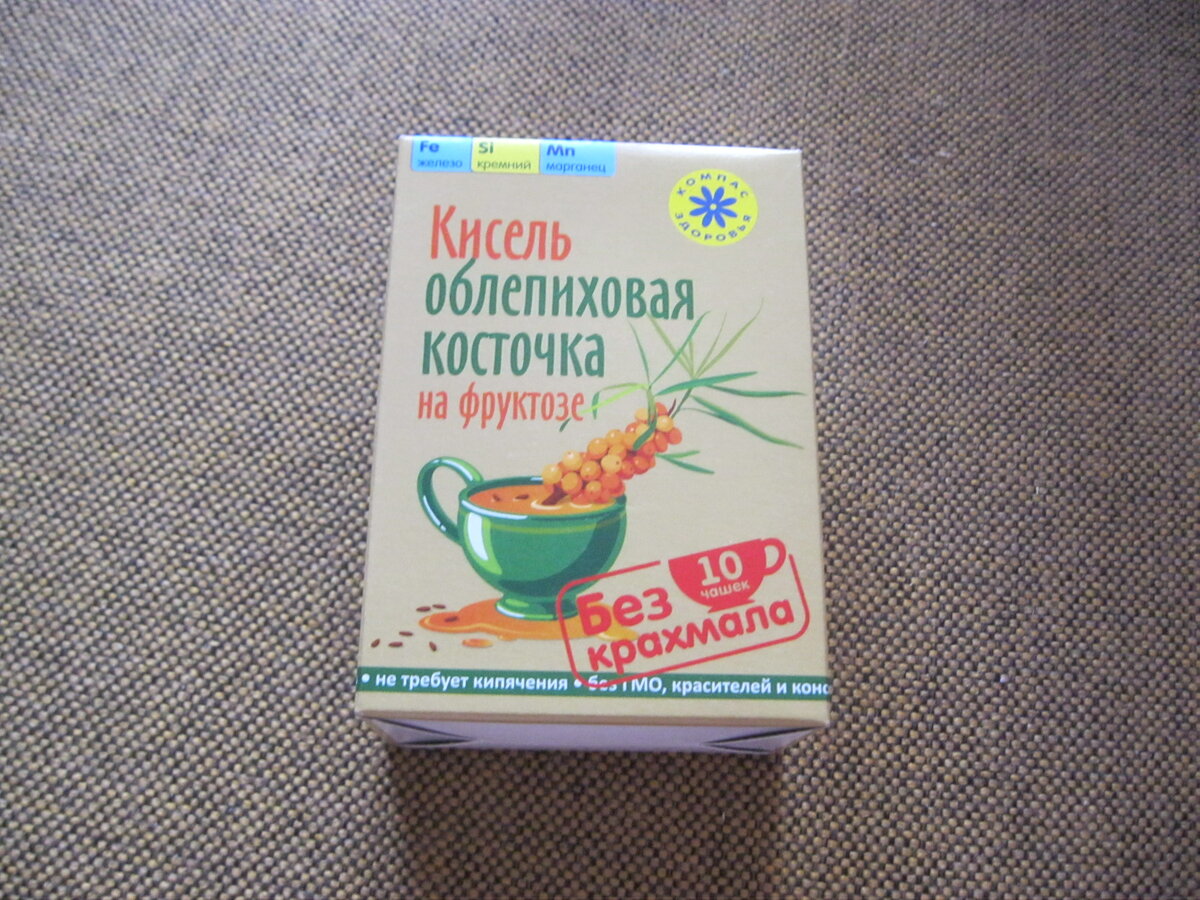 Fe Si Mn
железо кремний марганец
КОМПАС
ЗДОРОВЬЯ
Кисель
облепиховая
косточка
на фруктозе
10
чашек
Без
крахмала
• не требует кипячения • без ГМО, красителей и конс